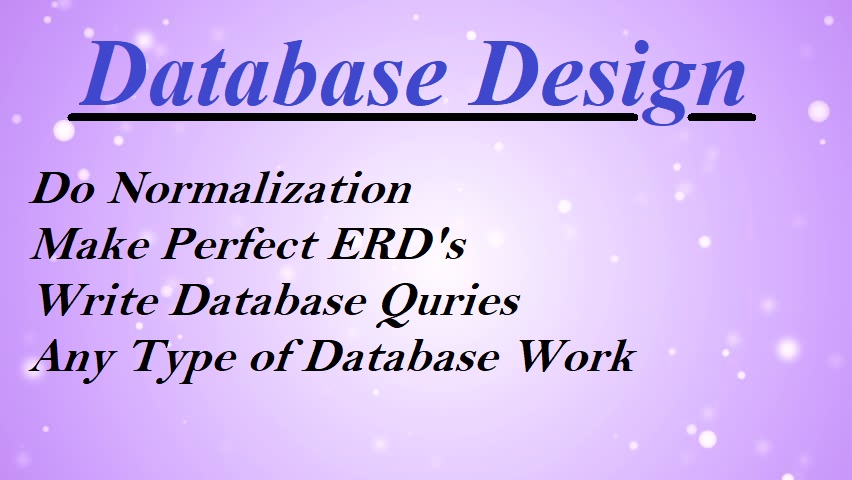 Database Design
Do Normalization
Make Perfect ERD's
Write Database Quries
Any Type of Database Work